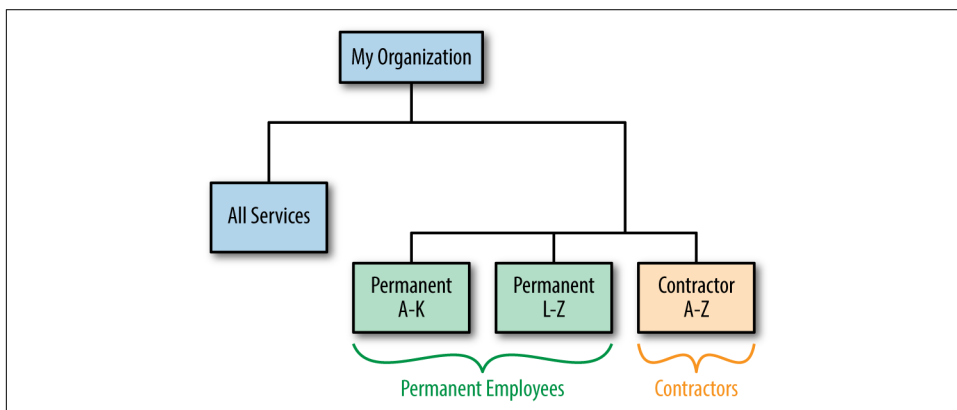 My Organization
All Services
Permanent
A-K
Permanent
L-Z
Contractor
A-Z
Permanent Employees
Contractors